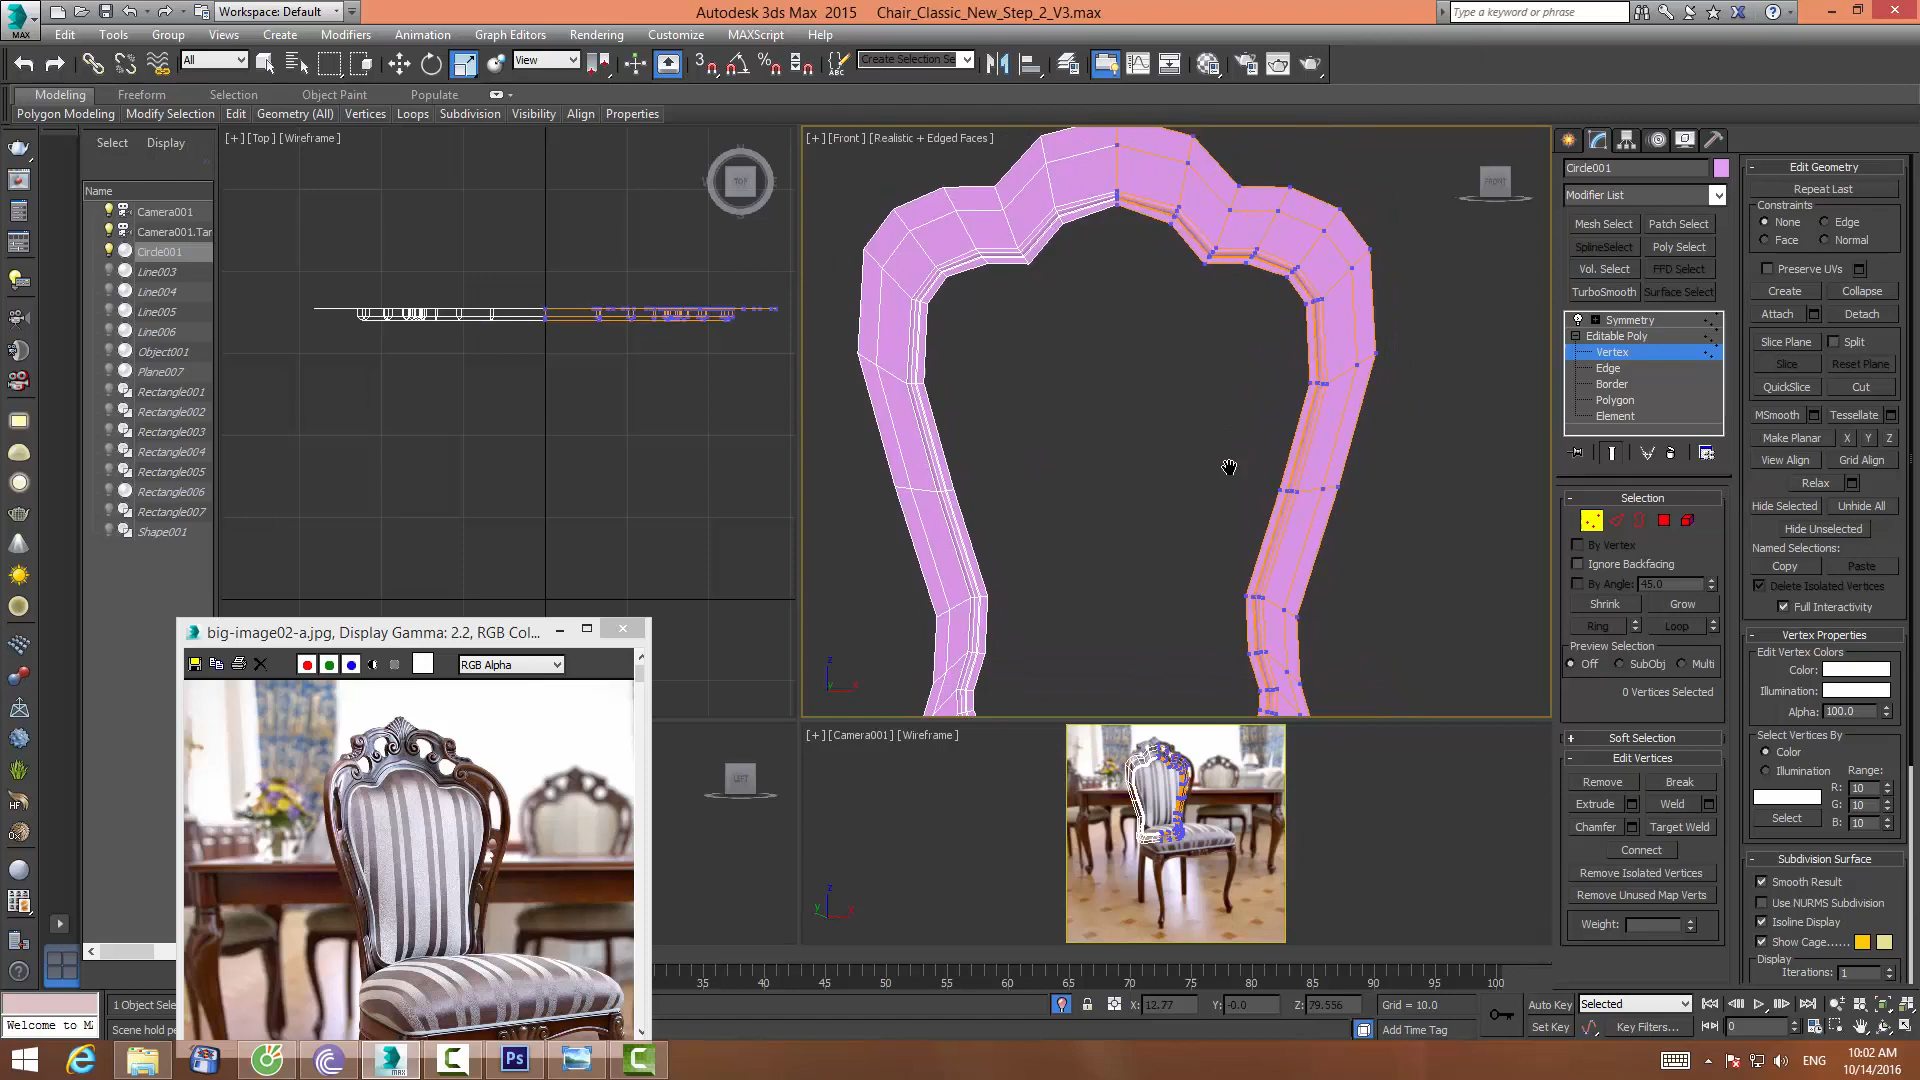 Workspace: Default
Autodesk 3ds Max 2015
Chair_Classic_New_Step_2_V3.max
Type a keyword or phrase
MAX
Edit
Tools
Group
Views
Create
Modifiers
Animation
Graph Editors
Rendering
Customize
MAXScript
Help
All
View
Create Selection Se
Modeling
Freeform
Selection
Object Paint
Populate
Polygon Modeling
Modify Selection
Edit
Geometry (All)
Vertices
Loops
Subdivision
Visibility
Align
Properties
Select
Display
Name
Camera001
Camera001.Tar
Circle001
Line003
Line004
Line005
Line006
Object001
Plane007
Rectangle001
Rectangle002
Rectangle003
Rectangle004
Rectangle005
Rectangle006
Rectangle007
Shape001
[+] [Top] [Wireframe]
TOP
[+] [Front] [Realistic + Edged Faces]
FRONT
LEFT
[+] [Camera001] [Wireframe]
big-image02-a.jpg, Display Gamma: 2.2, RGB Col...
RGB Alpha
Circle001
Modifier List
Mesh Select
Patch Select
SplineSelect
Poly Select
Vol. Select
FFD Select
TurboSmooth
Surface Select
Symmetry
Editable Poly
Vertex
Edge
Border
Polygon
Element
Selection
By Vertex
Ignore Backfacing
By Angle:
45.0
Shrink
Grow
Ring
Loop
Preview Selection
Off
SubObj
Multi
0 Vertices Selected
Soft Selection
Edit Vertices
Remove
Break
Extrude
Weld
Chamfer
Target Weld
Connect
Remove Isolated Vertices
Remove Unused Map Verts
Weight:
Edit Geometry
Repeat Last
Constraints
None
Edge
Face
Normal
Preserve UVs
Create
Collapse
Attach
Detach
Slice Plane
Split
Slice
Reset Plane
QuickSlice
Cut
MSmooth
Tessellate
Make Planar
X
Y
Z
View Align
Grid Align
Relax
Hide Selected
Unhide All
Hide Unselected
Named Selections:
Copy
Paste
Delete Isolated Vertices
Full Interactivity
Vertex Properties
Edit Vertex Colors
Color:
Illumination:
Alpha:
100.0
Select Vertices By
Color
Illumination
Range:
R:
10
G:
10
B:
10
Select
Subdivision Surface
Smooth Result
Use NURMS Subdivision
Isoline Display
Show Cage......
Display
Iterations:
1
35
40
45
50
55
60
65
70
75
80
85
90
95
100
1 Object Sele
X: 12.77
Y: -0.0
Z: 79.556
Grid = 10.0
Auto Key
Selected
Welcome to M
Scene hold pe
Add Time Tag
Set Key
Key Filters...
0
Ps
MAX
ENG
10:02 AM
10/14/2016